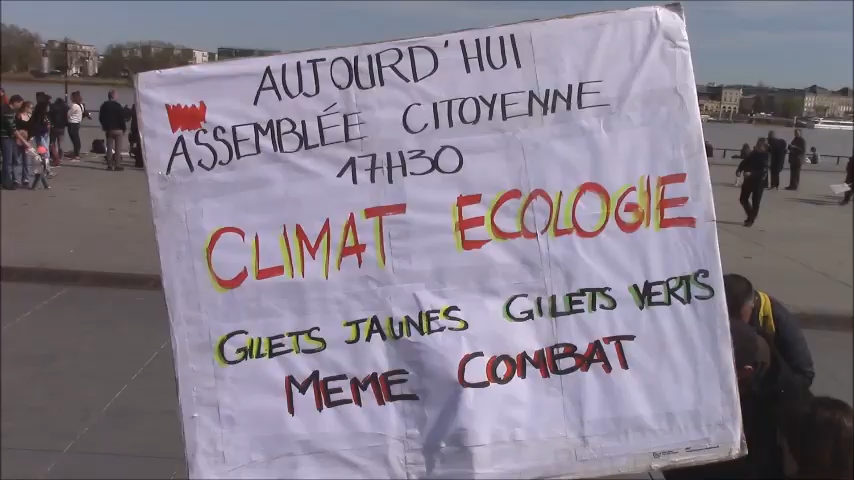 AUJOURD'HUI
ASSEMBLÉE CITOYENNE
17H30
CLIMAT ECOLOGIE
GILETS JAUNES GILETS VERTS
MEME COMBAT